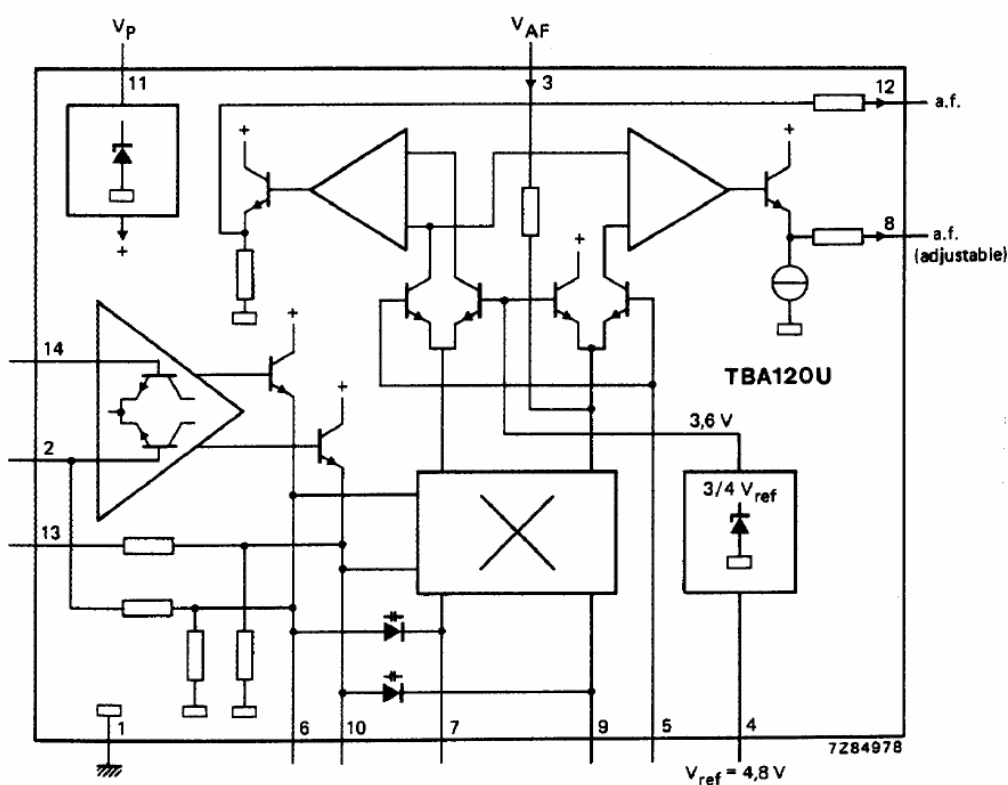 V_P
V_AF
11
3
12
a.f.
+
+
+
8
a.f.
(adjustable)
+
+
14
+
+
TBA120U
2
3,6 V
3/4 V_ref
13
1
6
10
7
9
5
4
7Z84978
V_ref = 4,8 V